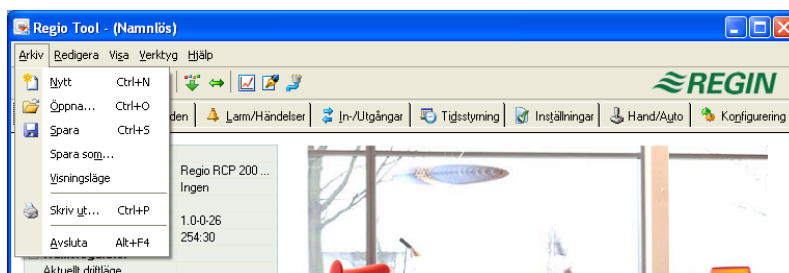 Regio Tool - (Namnlös)
Arkiv Redigera Visa Verktyg Hjälp
Nytt Ctrl+N
Öppna... Ctrl+O
Spara Ctrl+S
Spara som...
Visningsläge
Skriv ut... Ctrl+P
Avsluta Alt+F4
REGIN
den Larm/Händelser In-/Utgångar Tidsstyrning Inställningar Hand/Auto Konfigurering
Regio RCP 200 ...
Ingen
1.0-0-26
254:30
Aktuellt driftläge